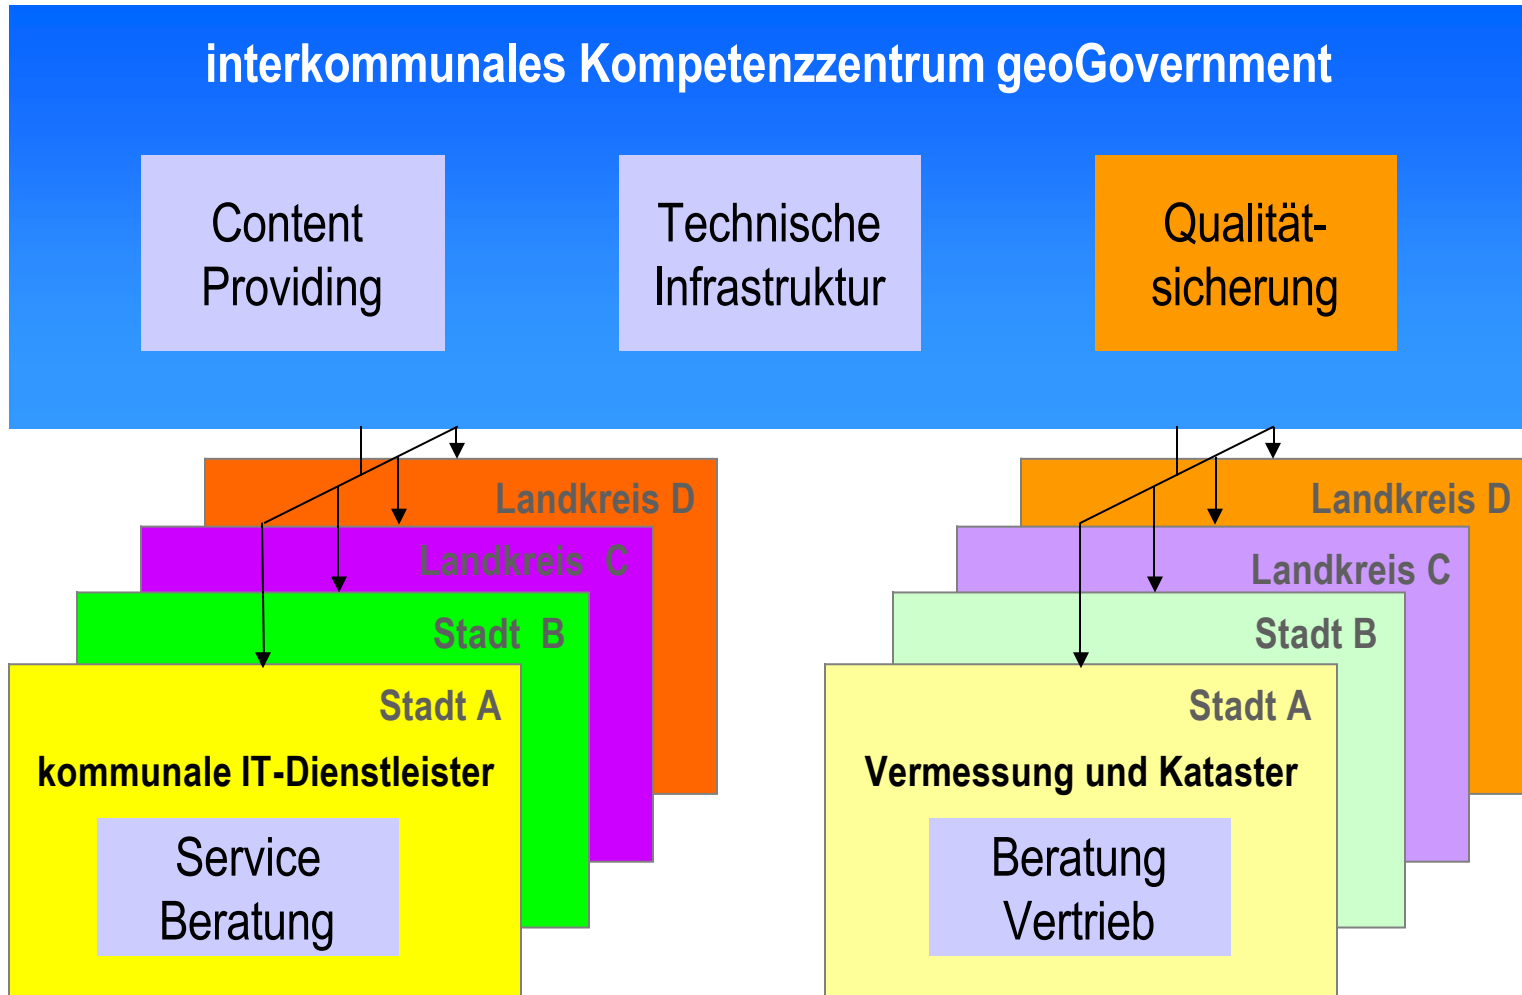 interkommunales Kompetenzzentrum geoGovernment
Content
Providing
Technische
Infrastruktur
Qualität-
sicherung
Landkreis D
Landkreis C
Stadt B
Stadt A
kommunale IT-Dienstleister
Service
Beratung
Landkreis D
Landkreis C
Stadt B
Stadt A
Vermessung und Kataster
Beratung
Vertrieb